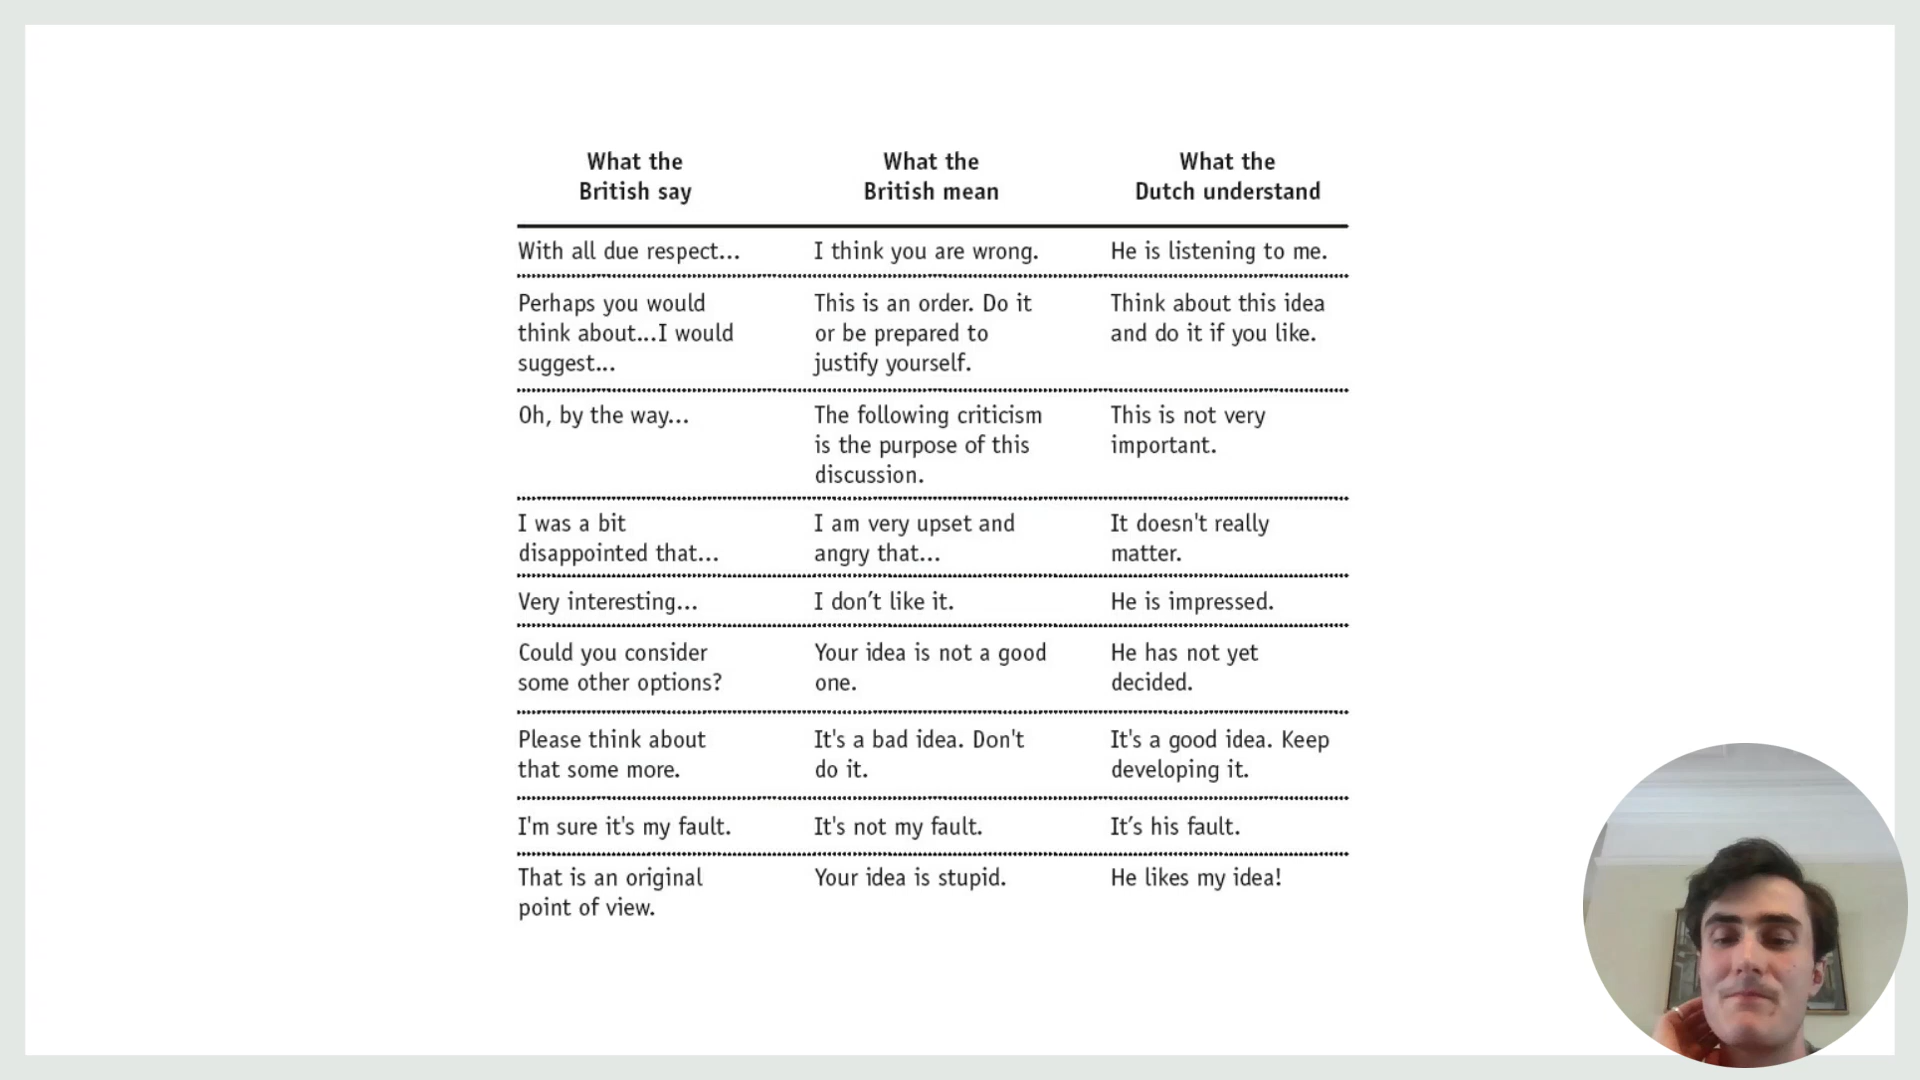 What the
British say
What the
British mean
What the
Dutch understand
With all due respect...
I think you are wrong.
He is listening to me.
Perhaps you would
think about...I would
suggest...
This is an order. Do it
or be prepared to
justify yourself.
Think about this idea
and do it if you like.
Oh, by the way...
The following criticism
is the purpose of this
discussion.
This is not very
important.
I was a bit
disappointed that...
I am very upset and
angry that...
It doesn't really
matter.
Very interesting...
I don’t like it.
He is impressed.
Could you consider
some other options?
Your idea is not a good
one.
He has not yet
decided.
Please think about
that some more.
It's a bad idea. Don't
do it.
It's a good idea. Keep
developing it.
I'm sure it's my fault.
It's not my fault.
It’s his fault.
That is an original
point of view.
Your idea is stupid.
He likes my idea!